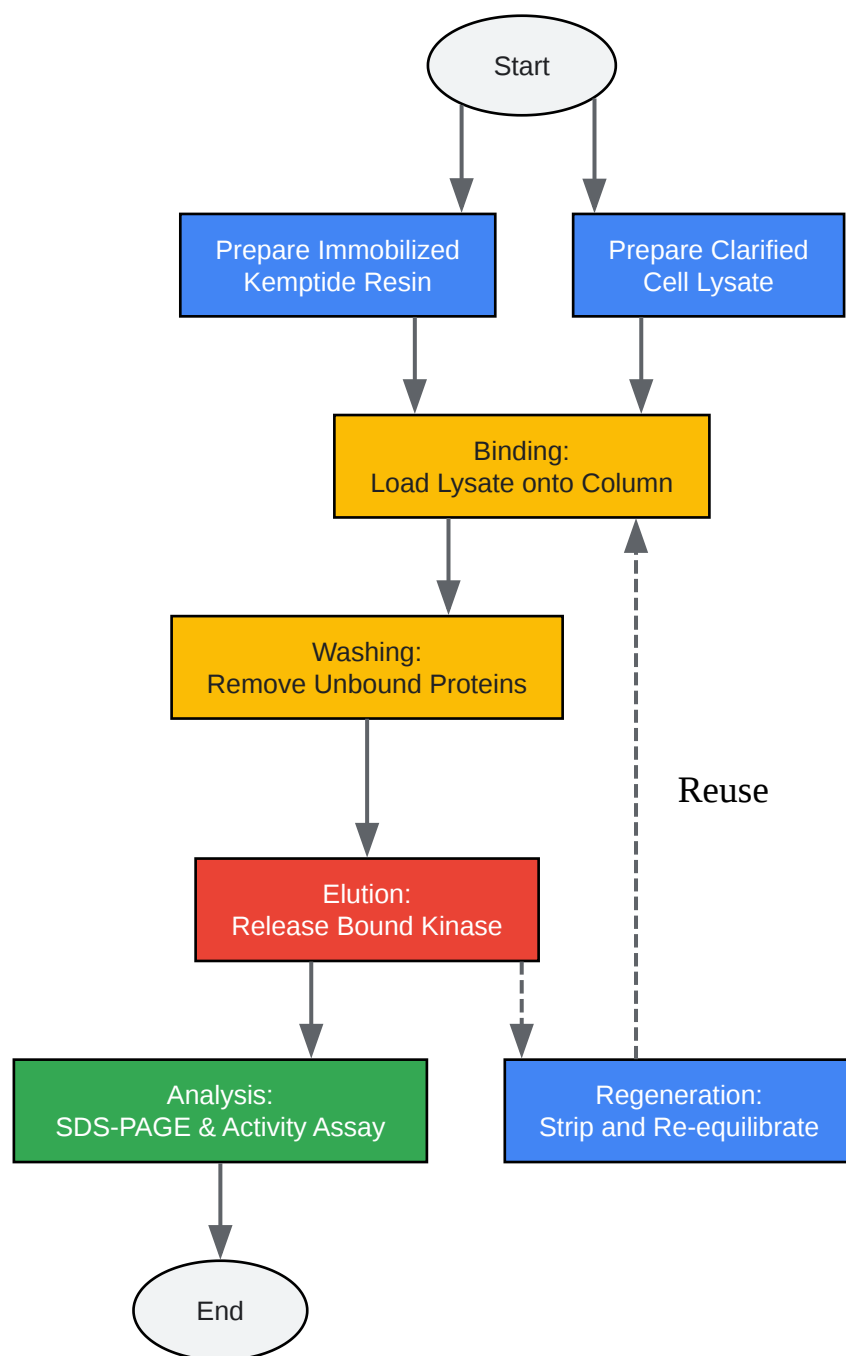 Start
Prepare Immobilized
Kemptide Resin
Prepare Clarified
Cell Lysate
Binding:
Load Lysate onto Column
Washing:
Remove Unbound Proteins
Reuse
Elution:
Release Bound Kinase
Analysis:
SDS-PAGE & Activity Assay
Regeneration:
Strip and Re-equilibrate
End